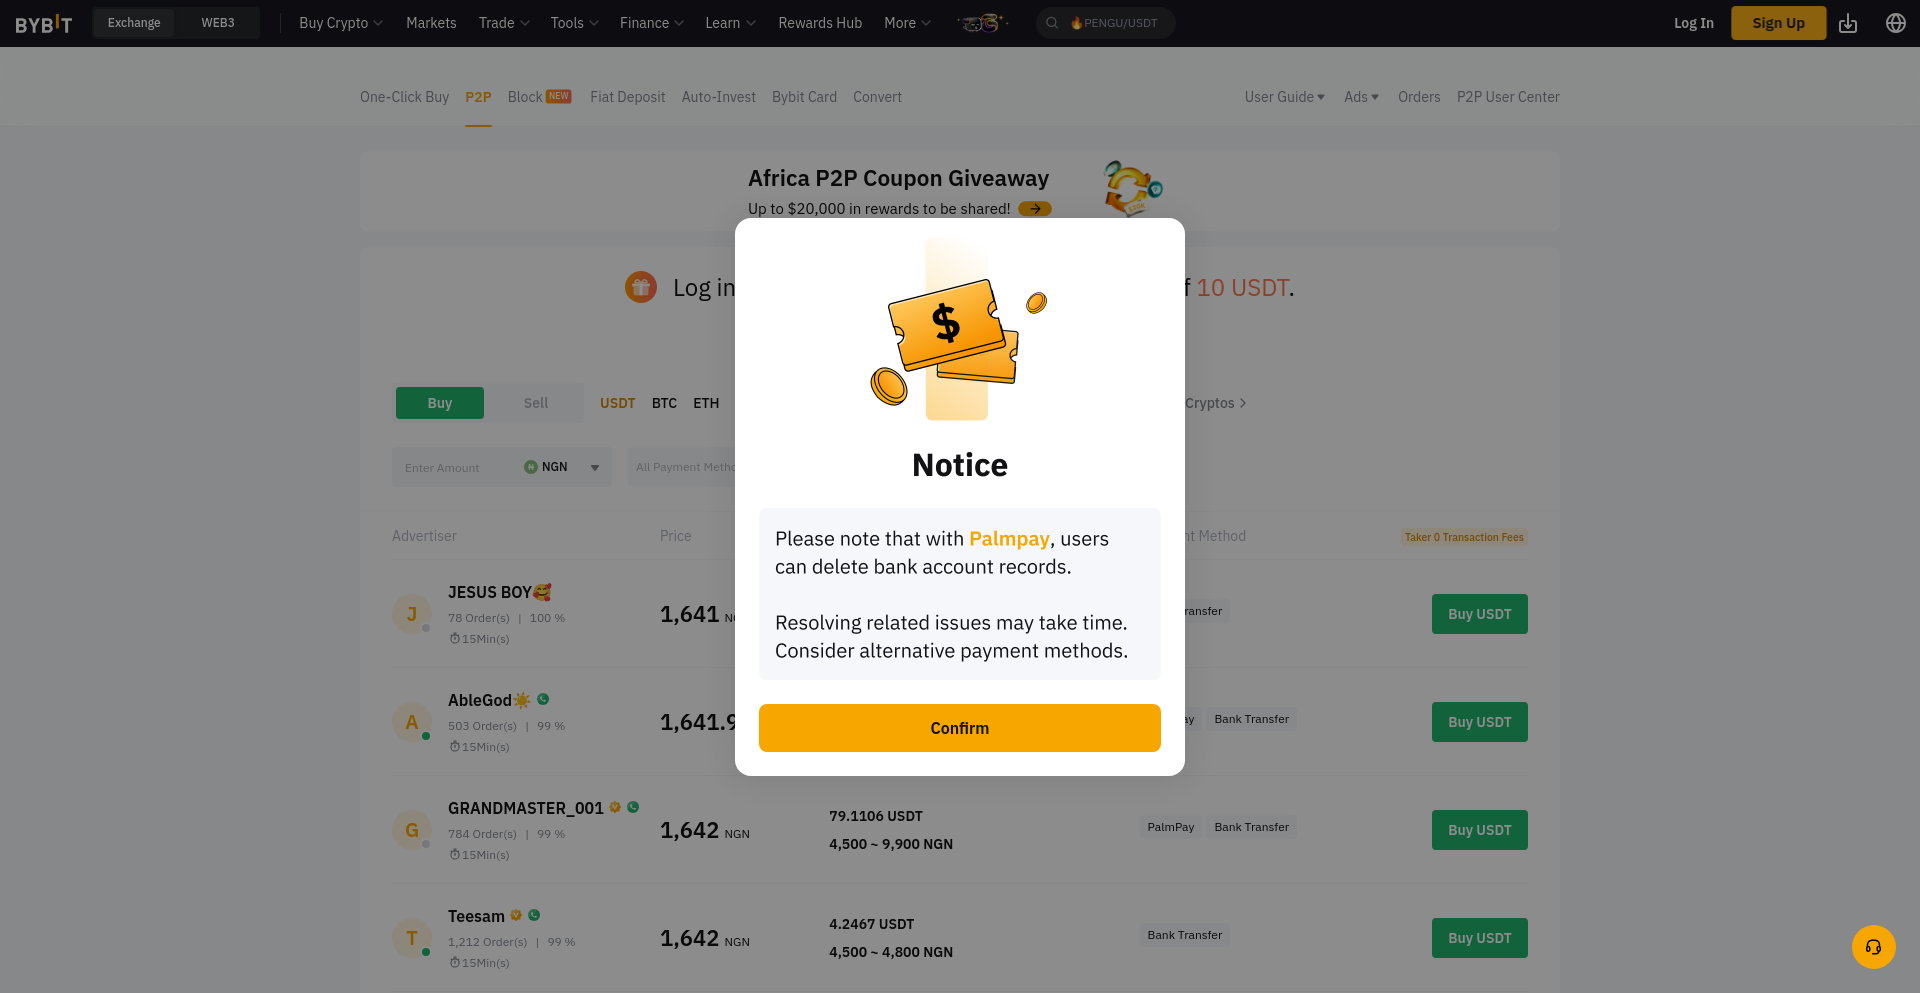 BYBIT
Exchange
WEB3
Buy Crypto
Markets
Trade
Tools
Finance
Learn
Rewards Hub
More
🔥PENGU/USDT
Log In
Sign Up
One-Click Buy
P2P
Block NEW
Fiat Deposit
Auto-Invest
Bybit Card
Convert
User Guide
Ads
Orders
P2P User Center
Africa P2P Coupon Giveaway
Up to $20,000 in rewards to be shared!
Log in
10 USDT.
Buy
Sell
USDT
BTC
ETH
Cryptos
Enter Amount
NGN
All Payment
Advertiser
Price
Method
Taker 0 Transaction Fees
JESUS BOY🥰
78 Order(s) | 100 %
15Min(s)
1,641
Buy USDT
AbleGod☀️
503 Order(s) | 99 %
15Min(s)
1,641.9
Bank Transfer
Buy USDT
GRANDMASTER_001
784 Order(s) | 99 %
15Min(s)
1,642 NGN
79.1106 USDT
4,500 ~ 9,900 NGN
PalmPay
Bank Transfer
Buy USDT
Teesam
1,212 Order(s) | 99 %
15Min(s)
1,642 NGN
4.2467 USDT
4,500 ~ 4,800 NGN
Bank Transfer
Buy USDT
$
Notice
Please note that with Palmpay, users
can delete bank account records.
Resolving related issues may take time.
Consider alternative payment methods.
Confirm